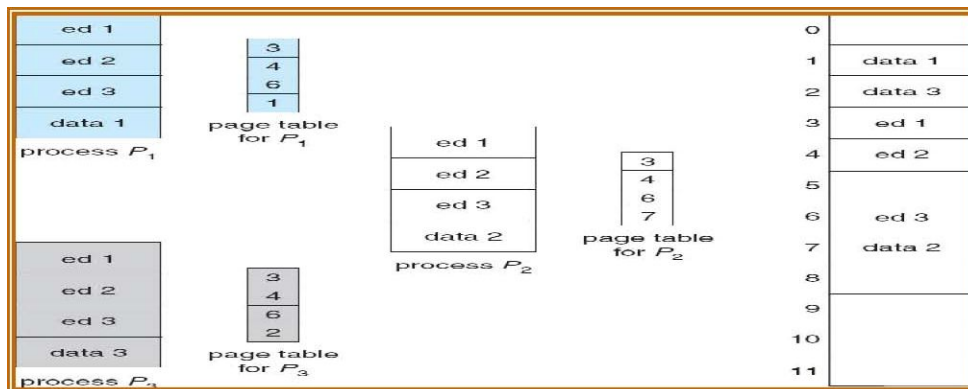 ed 1
ed 2
ed 3
data 1
process P1
3
4
6
1
page table
for P1
ed 1
ed 2
ed 3
data 2
process P2
3
4
6
7
page table
for P2
ed 1
ed 2
ed 3
data 3
process P3
3
4
6
2
page table
for P3
0
1 data 1
2 data 3
3 ed 1
4 ed 2
5
6 ed 3
7 data 2
8
9
10
11